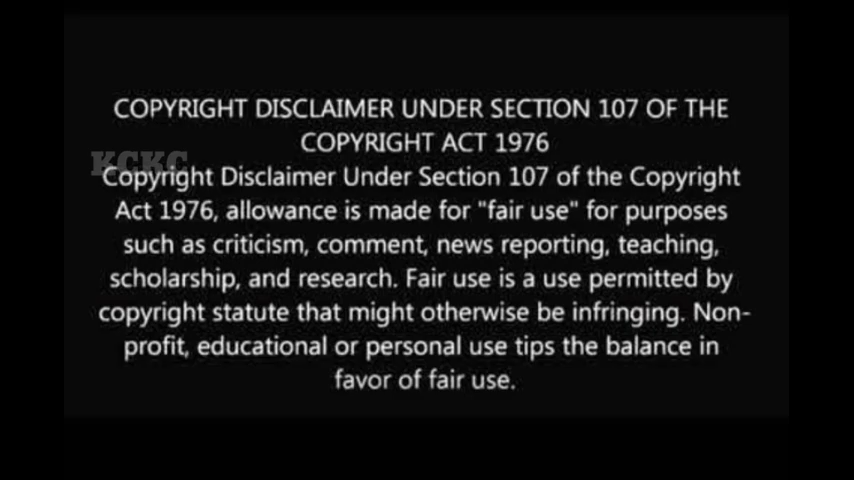 COPYRIGHT DISCLAIMER UNDER SECTION 107 OF THE
COPYRIGHT ACT 1976
KCKC
Copyright Disclaimer Under Section 107 of the Copyright
Act 1976, allowance is made for "fair use" for purposes
such as criticism, comment, news reporting, teaching,
scholarship, and research. Fair use is a use permitted by
copyright statute that might otherwise be infringing. Non-
profit, educational or personal use tips the balance in
favor of fair use.